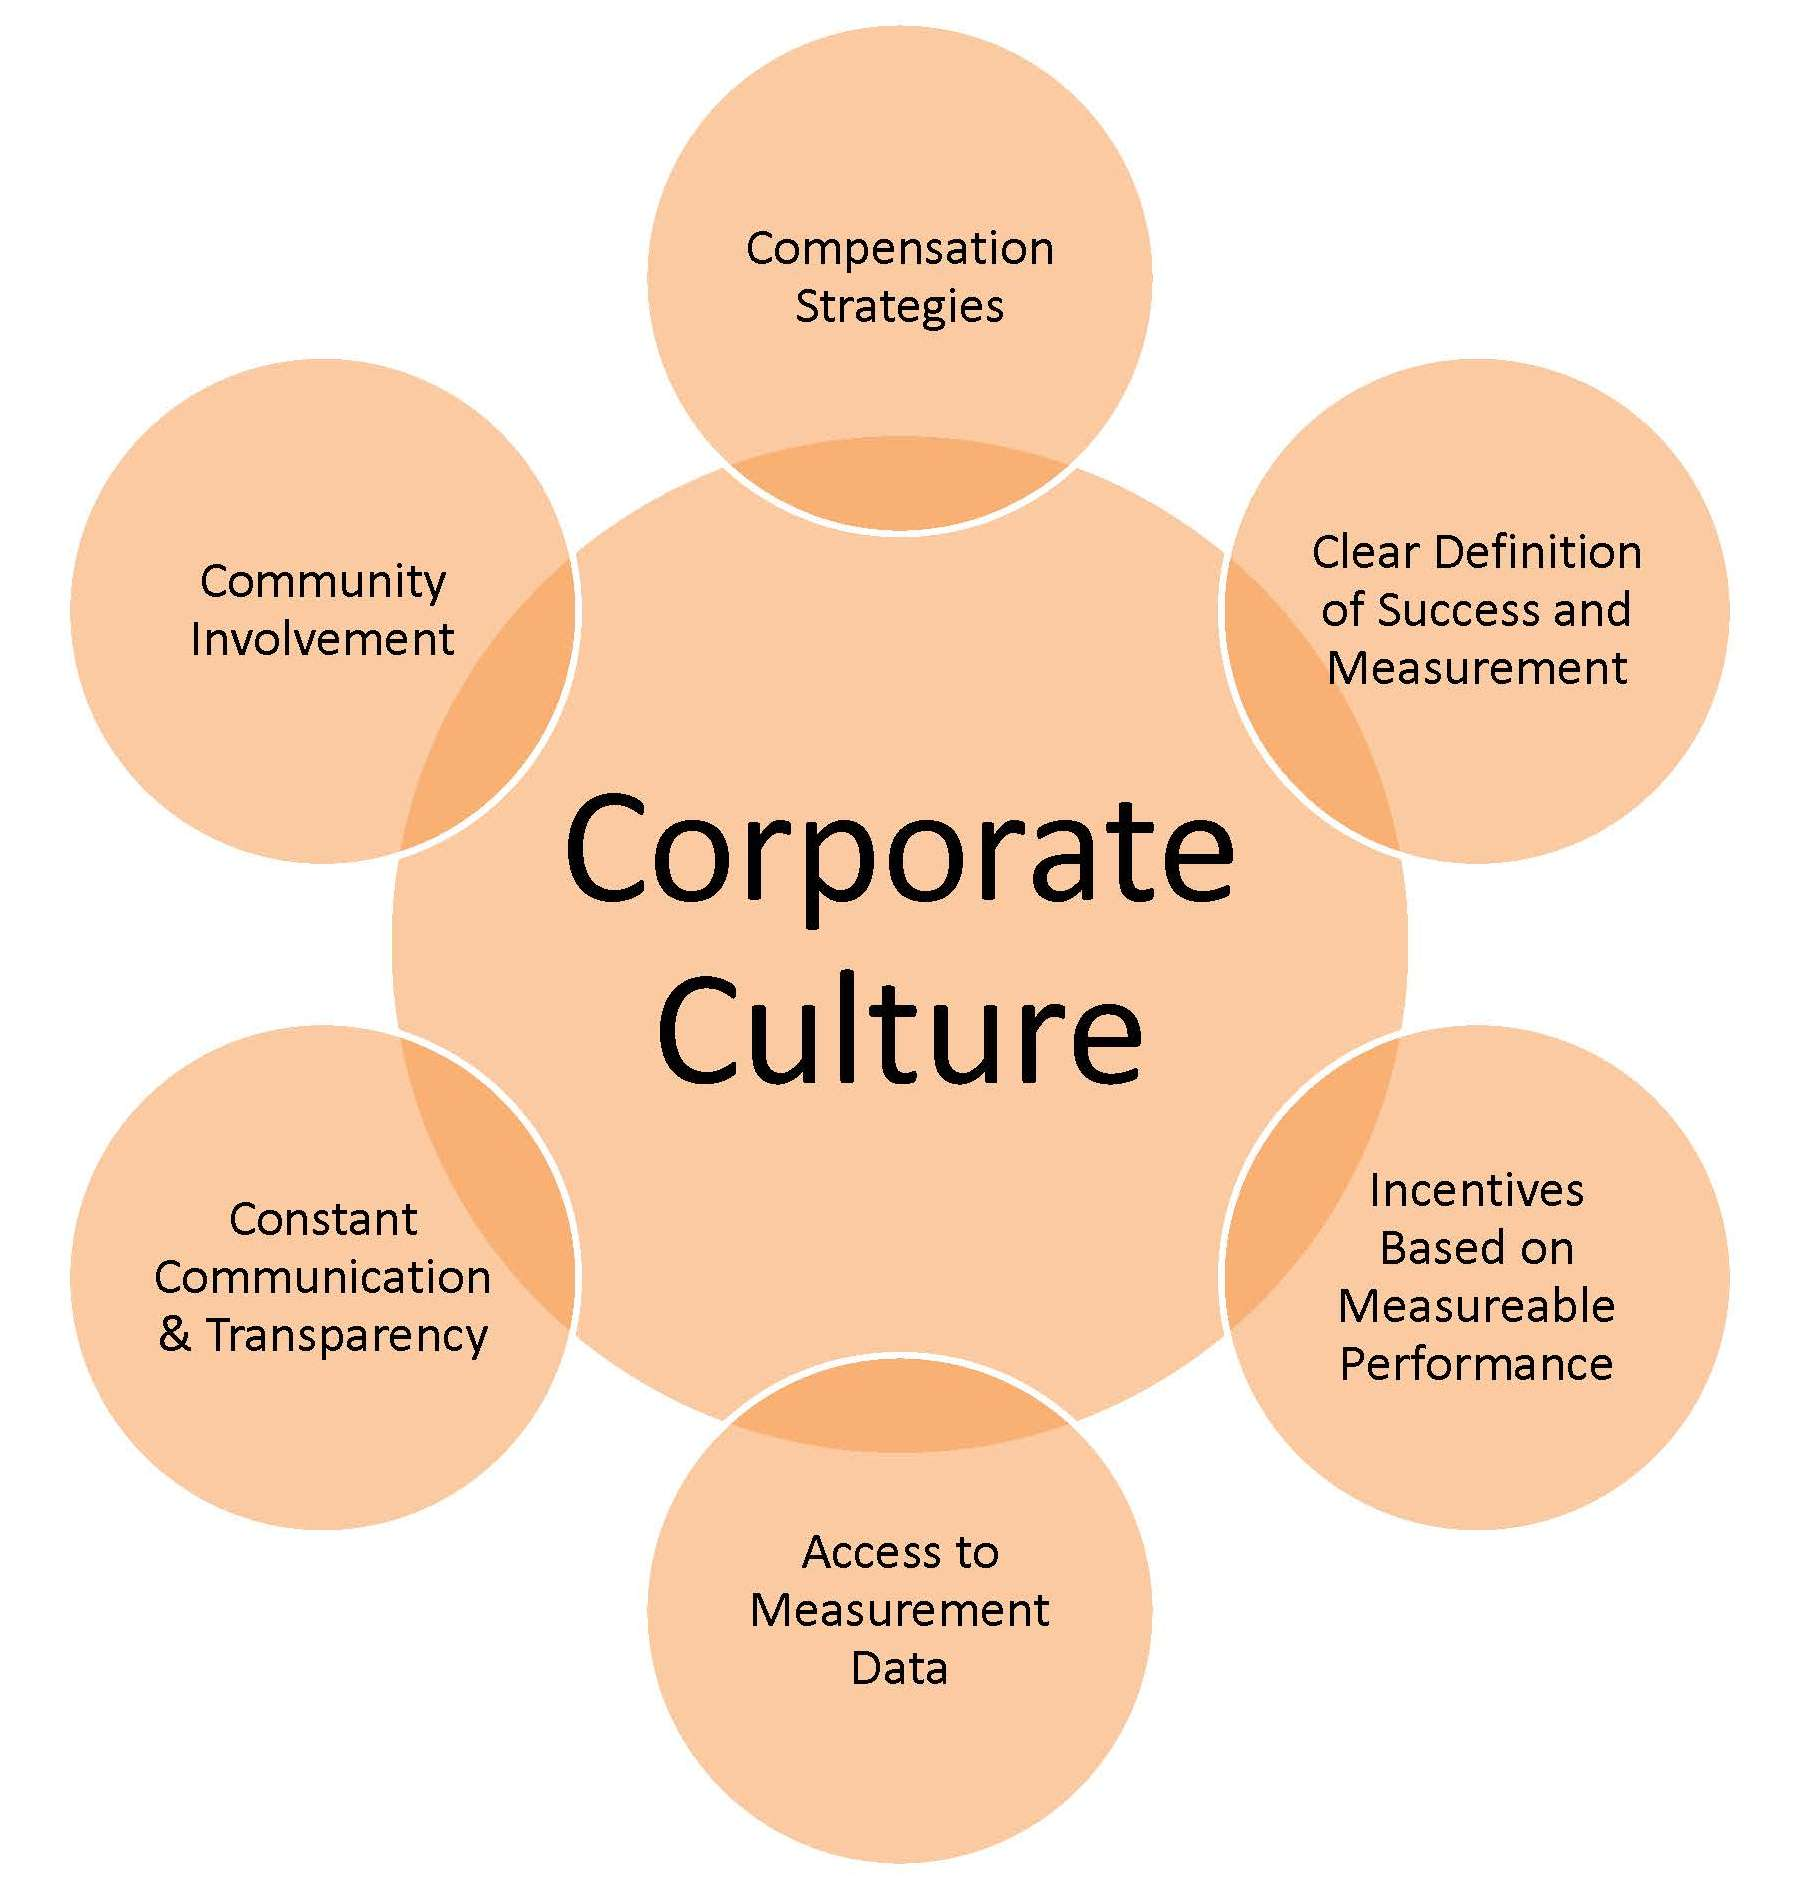 Compensation
Strategies
Clear Definition
of Success and
Measurement
Incentives
Based on
Measureable
Performance
Access to
Measurement
Data
Constant
Communication
& Transparency
Community
Involvement
Corporate
Culture